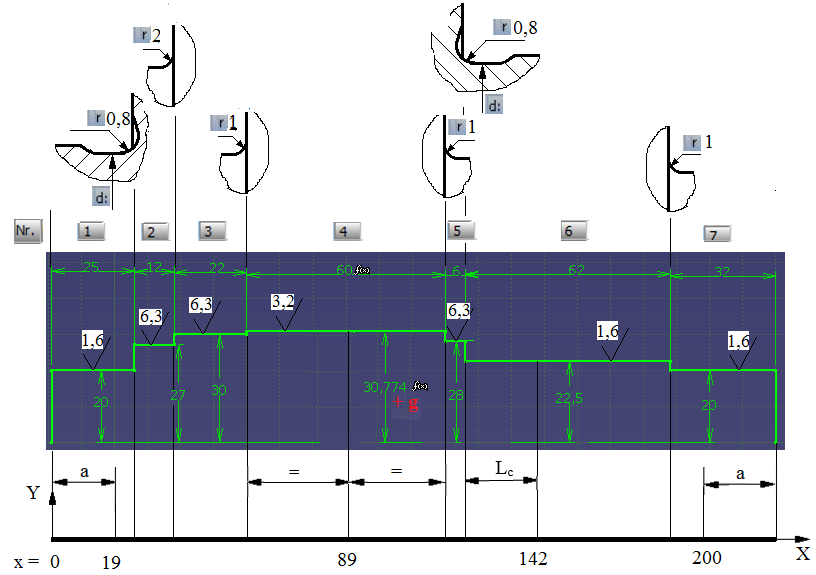 r 2
r 0,8
r 0,8
d:
r 1
r 1
r 1
d:
Nr. 1 2 3 4 5 6 7
25 12 22 60 f(x) 6 62 32
6,3 6,3 3,2 6,3
1,6 1,6 1,6
20 27 30 30,774 f(x) 28 22,5 20
+ g
a = = Lc a
Y
X
x = 0 19 89 142 200